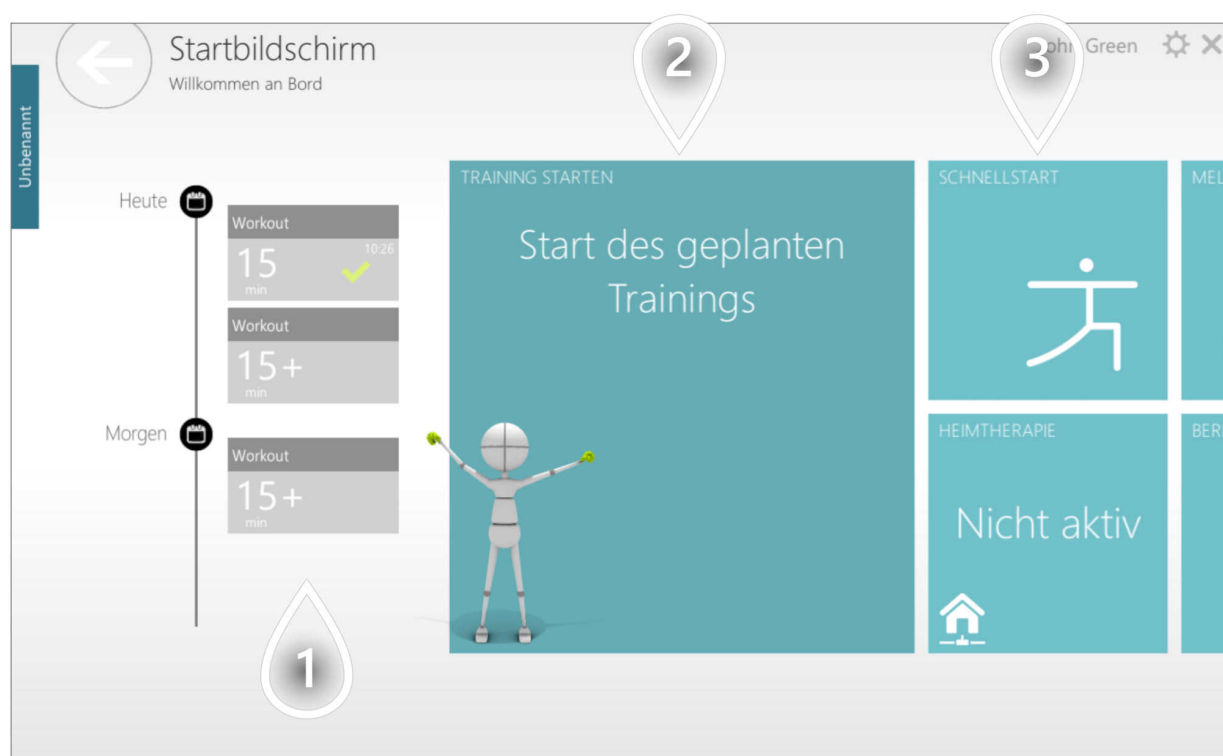 Startbildschirm
Willkommen an Bord
Green
Unbenannt
2
3
Heute
Workout
10:26
15
min
Workout
15+
min
Morgen
Workout
15+
min
1
TRAINING STARTEN
Start des geplanten
Trainings
SCHNELLSTART
MEL
HEIMTHERAPIE
Nicht aktiv